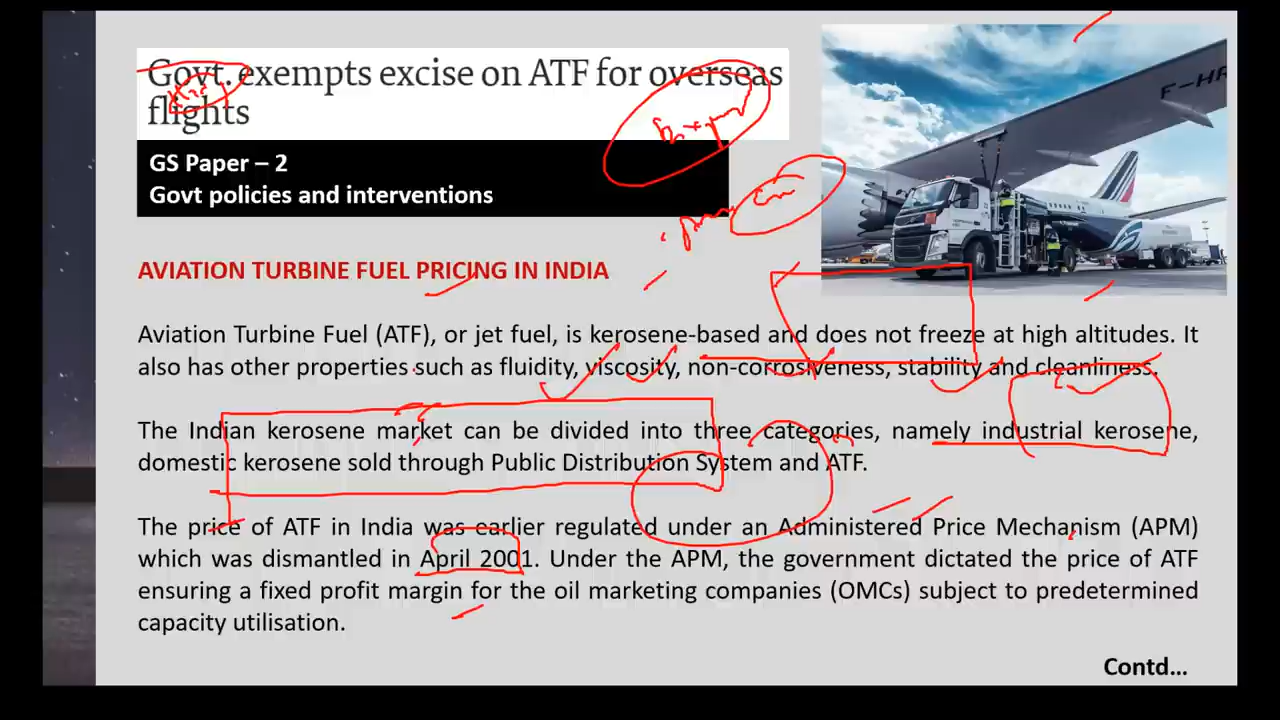 Govt. exempts excise on ATF for overseas
flights
GS Paper – 2
Govt policies and interventions
F-HR
AVIATION TURBINE FUEL PRICING IN INDIA
Aviation Turbine Fuel (ATF), or jet fuel, is kerosene-based and does not freeze at high altitudes. It
also has other properties such as fluidity, viscosity, non-corrosiveness, stability and cleanliness.
The Indian kerosene market can be divided into three categories, namely industrial kerosene,
domestic kerosene sold through Public Distribution System and ATF.
The price of ATF in India was earlier regulated under an Administered Price Mechanism (APM)
which was dismantled in April 2001. Under the APM, the government dictated the price of ATF
ensuring a fixed profit margin for the oil marketing companies (OMCs) subject to predetermined
capacity utilisation.
Contd...